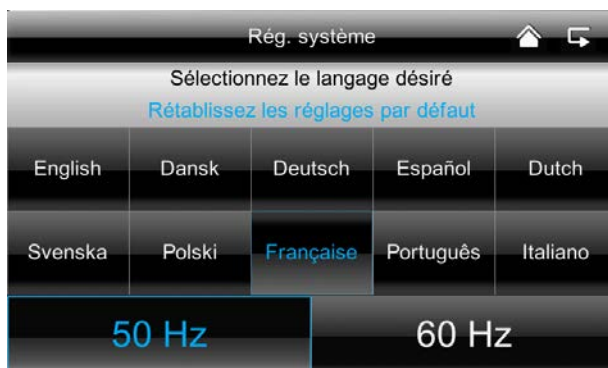 Rég. système
Sélectionnez le langage désiré
Rétablissez les réglages par défaut
English Dansk Deutsch Español Dutch
Svenska Polski Française Português Italiano
50 Hz 60 Hz